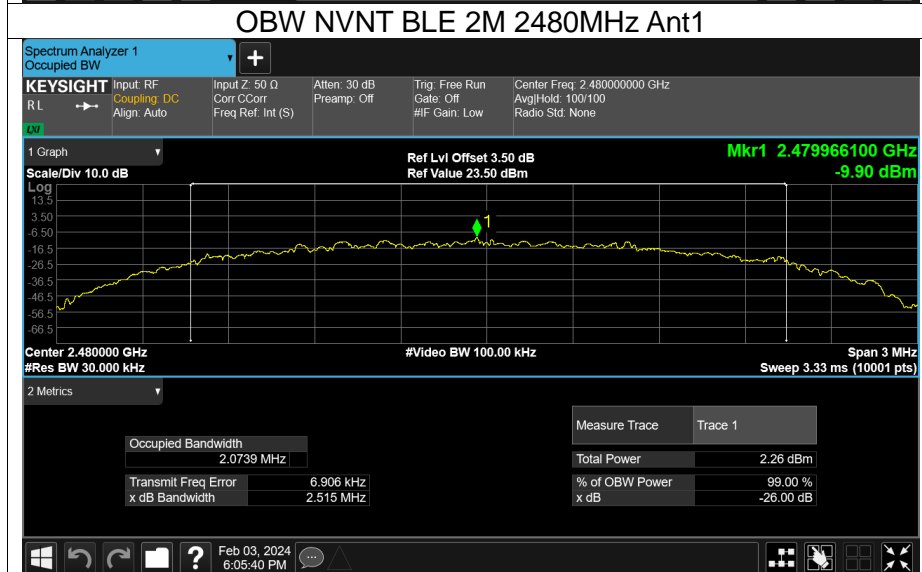 OBW NVNT BLE 2M 2480MHz Ant1
Spectrum Analyzer 1
Occupied BW
+
KEYSIGHT
R L
LXI
Input: RF
Coupling: DC
Align: Auto
Input Z: 50 Ω
Corr CCorr
Freq Ref: Int (S)
Atten: 30 dB
Preamp: Off
Trig: Free Run
Gate: Off
#IF Gain: Low
Center Freq: 2.480000000 GHz
Avg|Hold: 100/100
Radio Std: None
1 Graph
Scale/Div 10.0 dB
Ref Lvl Offset 3.50 dB
Ref Value 23.50 dBm
Mkr1 2.479966100 GHz
-9.90 dBm
Log
13.5
3.50
-6.50
-16.5
-26.5
-36.5
-46.5
-56.5
-66.5
1
Center 2.480000 GHz
#Res BW 30.000 kHz
#Video BW 100.00 kHz
Span 3 MHz
Sweep 3.33 ms (10001 pts)
2 Metrics
Measure Trace Trace 1
Occupied Bandwidth
2.0739 MHz
Total Power 2.26 dBm
Transmit Freq Error 6.906 kHz
% of OBW Power 99.00 %
x dB Bandwidth 2.515 MHz
x dB -26.00 dB
?
Feb 03, 2024
6:05:40 PM